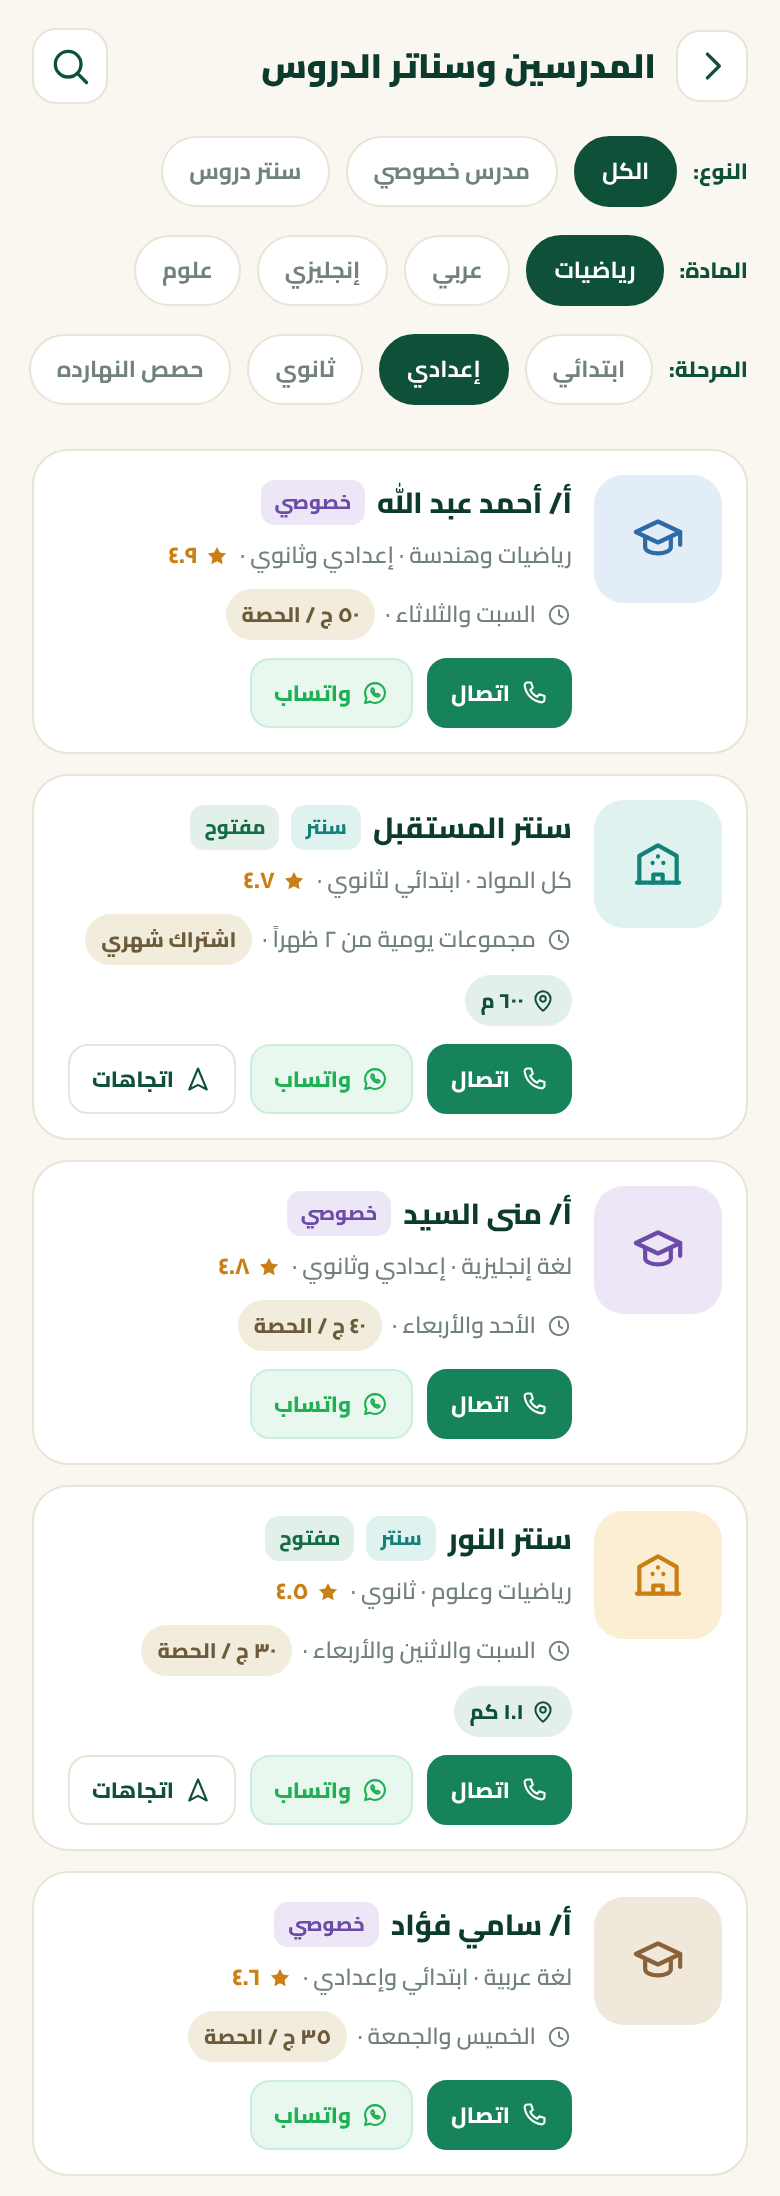 المدرسين وسناتر الدروس
النوع: الكل مدرس خصوصي سنتر دروس
المادة: رياضيات عربي إنجليزي علوم
المرحلة: ابتدائي إعدادي ثانوي حصص النهارده
أ/ أحمد عبد الله خصوصي
رياضيات وهندسة · إعدادي وثانوي · ٤.٩
السبت والثلاثاء · ٥٠ ج / الحصة
اتصال واتساب
سنتر المستقبل سنتر مفتوح
كل المواد · ابتدائي لثانوي · ٤.٧
مجموعات يومية من ٢ ظهراً · اشتراك شهري
٦٠٠ م
اتصال واتساب اتجاهات
أ/ منى السيد خصوصي
لغة إنجليزية · إعدادي وثانوي · ٤.٨
الأحد والأربعاء · ٤٠ ج / الحصة
اتصال واتساب
سنتر النور سنتر مفتوح
رياضيات وعلوم · ثانوي · ٤.٥
السبت والاثنين والأربعاء · ٣٠ ج / الحصة
١.١ كم
اتصال واتساب اتجاهات
أ/ سامي فؤاد خصوصي
لغة عربية · ابتدائي وإعدادي · ٤.٦
الخميس والجمعة · ٣٥ ج / الحصة
اتصال واتساب